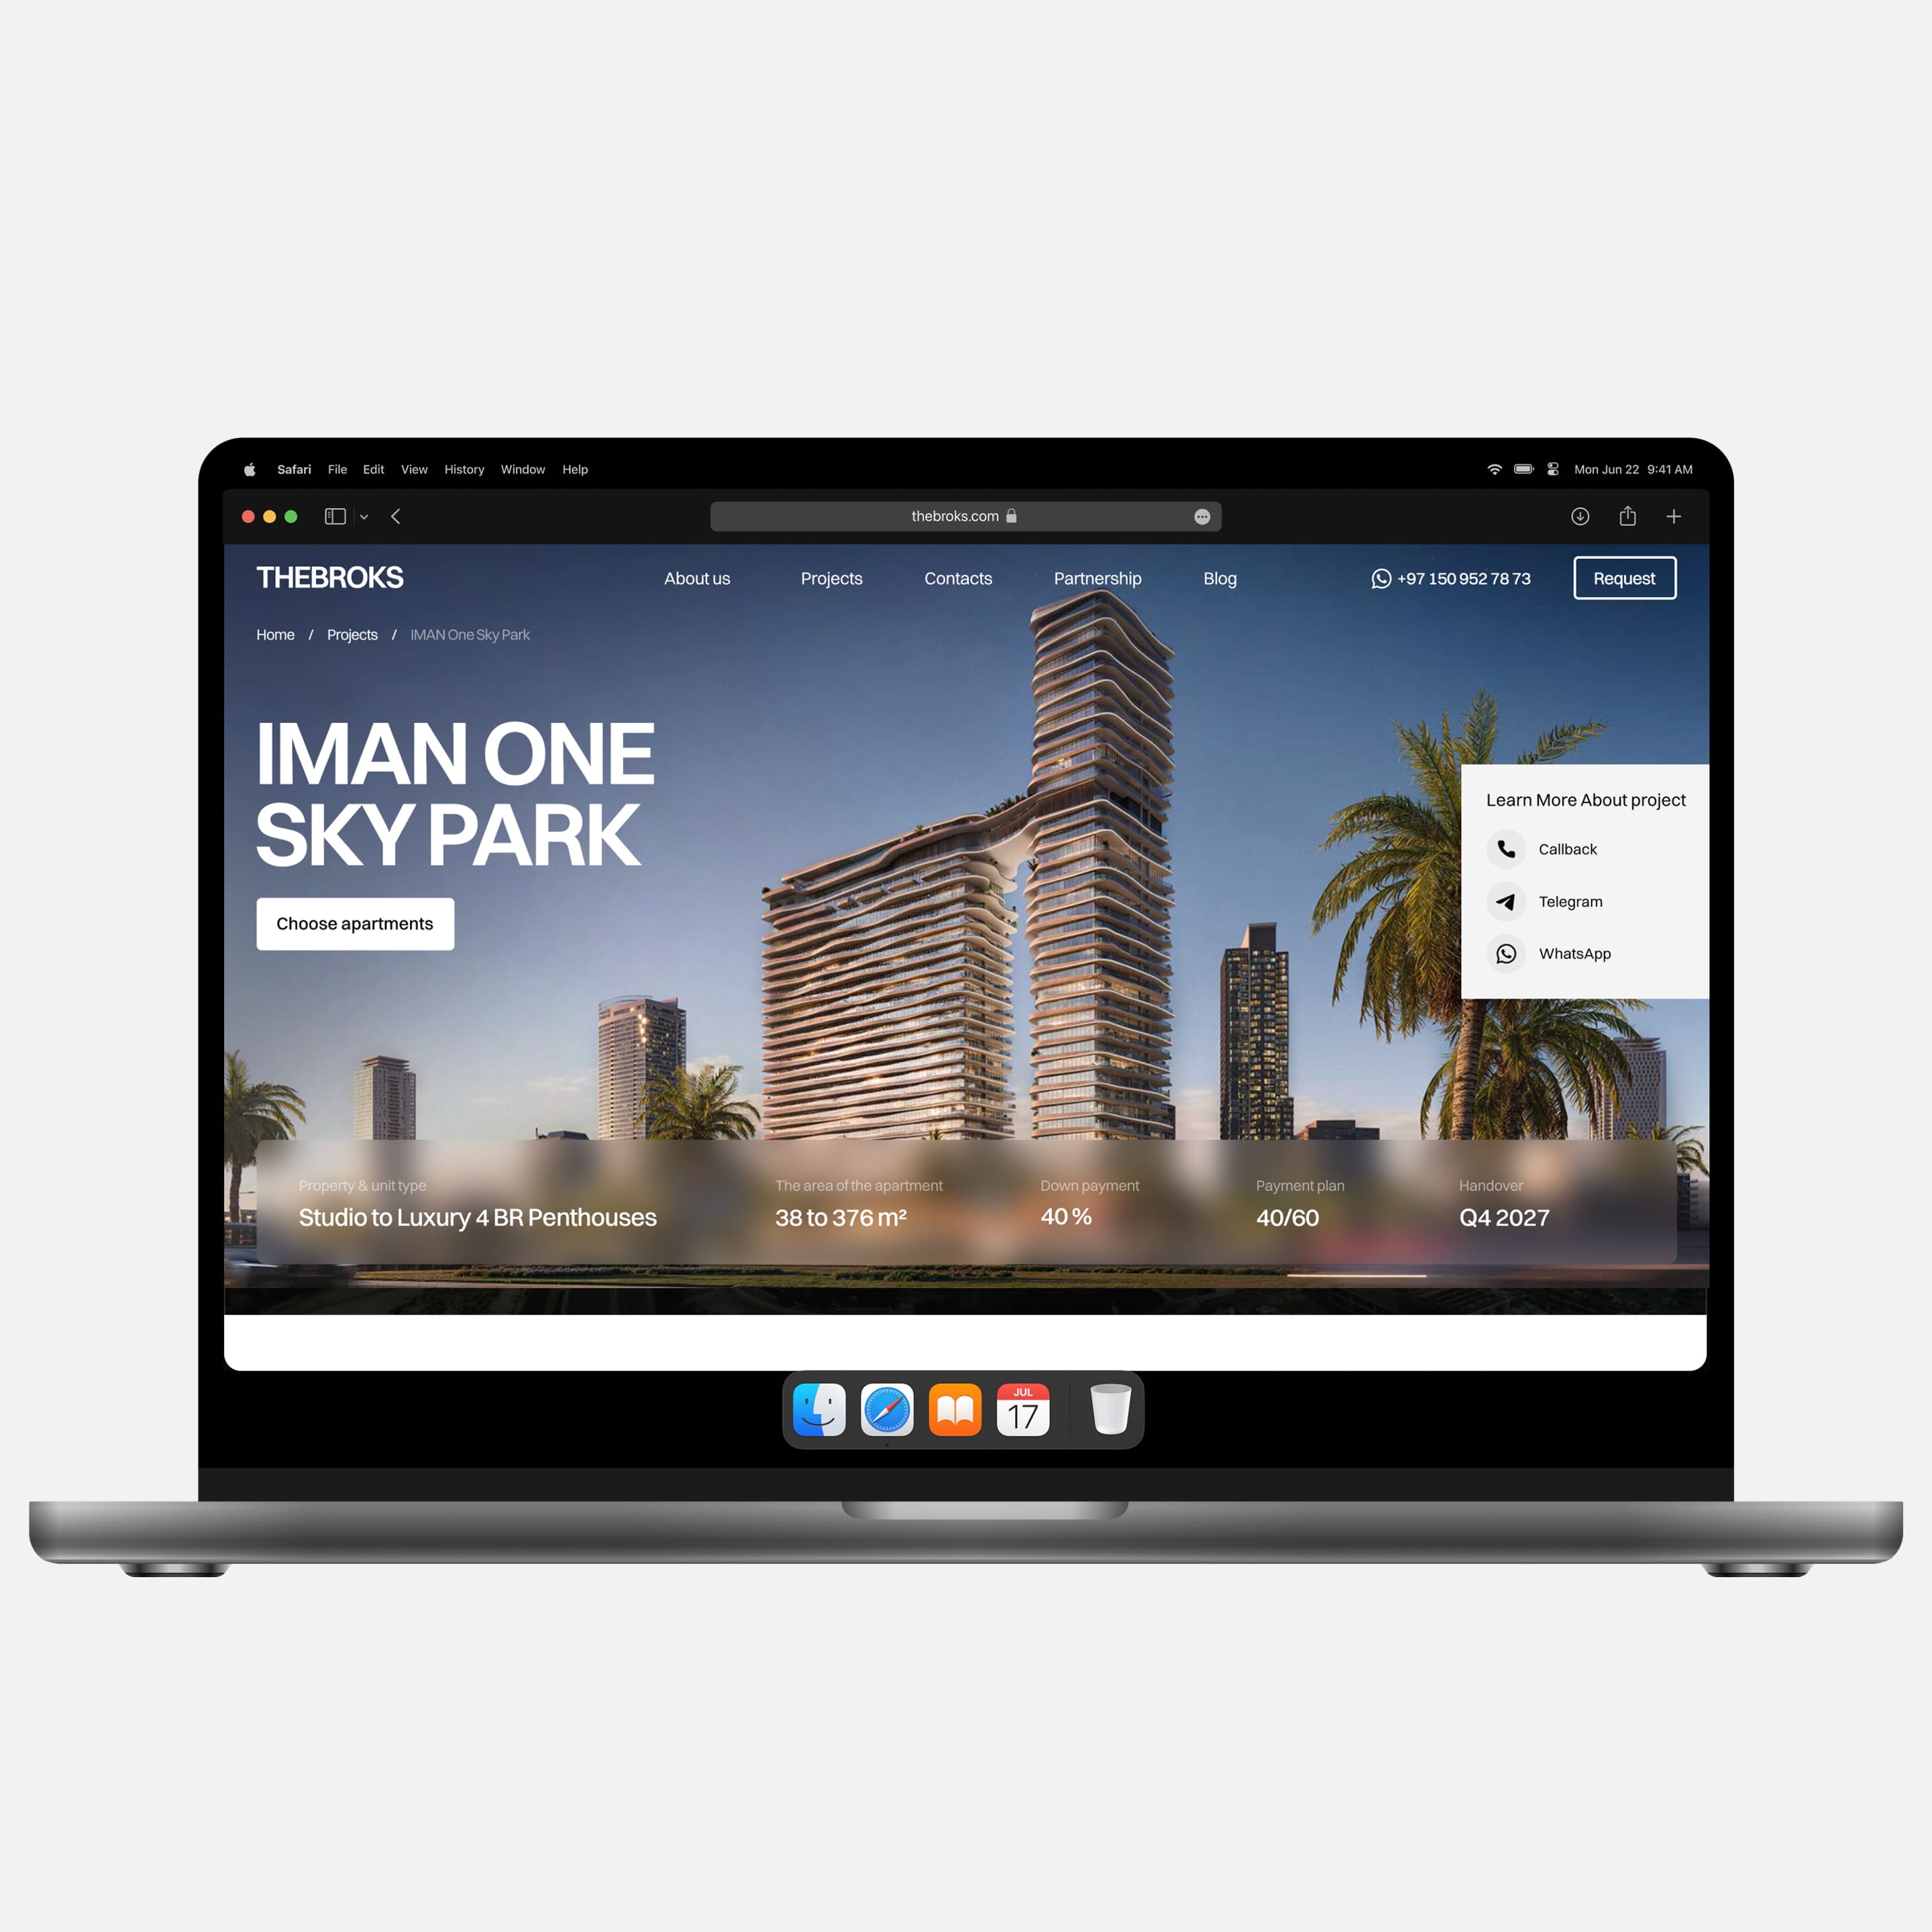 Safari File Edit View History Window Help
Mon Jun 22 9:41 AM
thebroks.com
THEBROKS
About us Projects Contacts Partnership Blog
+97 150 952 78 73
Request
Home / Projects / IMAN One Sky Park
IMAN ONE
SKY PARK
Choose apartments
Learn More About project
Callback
Telegram
WhatsApp
Property & unit type
Studio to Luxury 4 BR Penthouses
The area of the apartment
38 to 376 m²
Down payment
40 %
Payment plan
40/60
Handover
Q4 2027
JUL
17